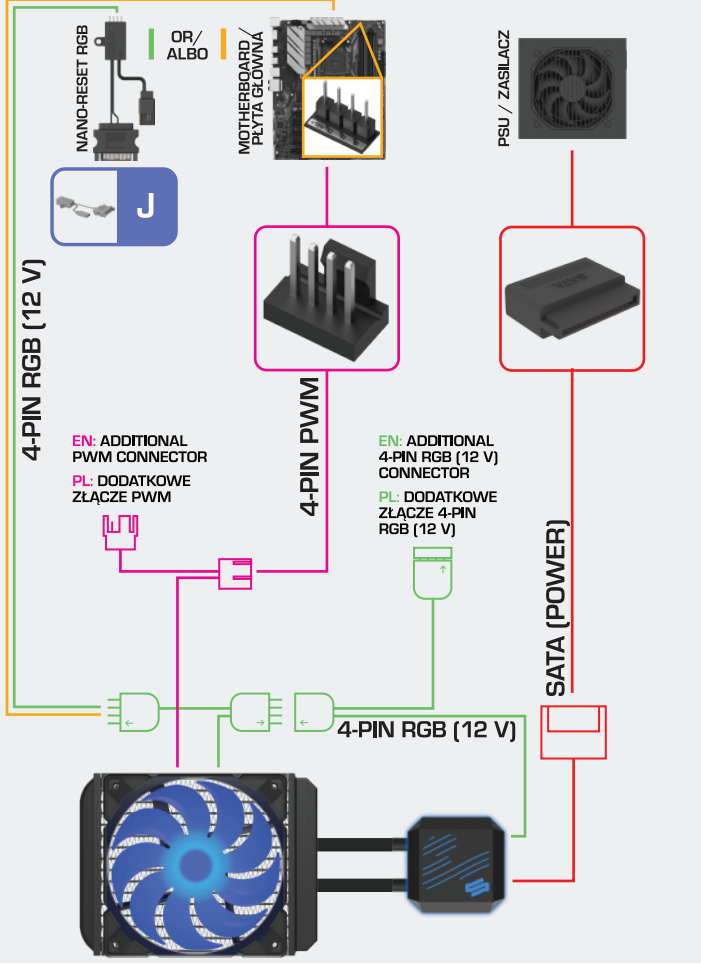 NANO-RESET RGB
OR/
ALBO
MOTHERBOARD/
PŁYTA GŁOWNA
PSU / ZASILACZ
J
SATA
4-PIN RGB (12 V)
4-PIN PWM
EN: ADDITIONAL
PWM CONNECTOR
PL: DODATKOWE
ZŁĄCZE PWM
EN: ADDITIONAL
4-PIN RGB (12 V)
CONNECTOR
PL: DODATKOWE
ZŁĄCZE 4-PIN
RGB (12 V)
SATA (POWER)
4-PIN RGB (12 V)